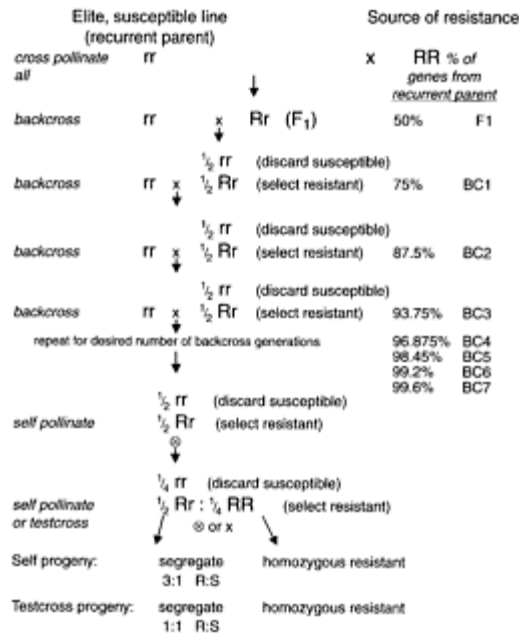 Elite, susceptible line Source of resistance
(recurrent parent)
cross pollinate rr x RR % of
all genes from
recurrent parent
backcross rr x Rr (F₁) 50% F1
½ rr (discard susceptible)
backcross rr x ½ Rr (select resistant) 75% BC1
½ rr (discard susceptible)
backcross rr x ½ Rr (select resistant) 87.5% BC2
½ rr (discard susceptible)
backcross rr x ½ Rr (select resistant) 93.75% BC3
repeat for desired number of backcross generations 96.875% BC4
98.45% BC5
99.2% BC6
99.6% BC7
½ rr (discard susceptible)
self pollinate ½ Rr (select resistant)
⊗
¼ rr (discard susceptible)
self pollinate ½ Rr : ¼ RR (select resistant)
or testcross ⊗ or x
Self progeny: segregate homozygous resistant
3:1 R:S
Testcross progeny: segregate homozygous resistant
1:1 R:S